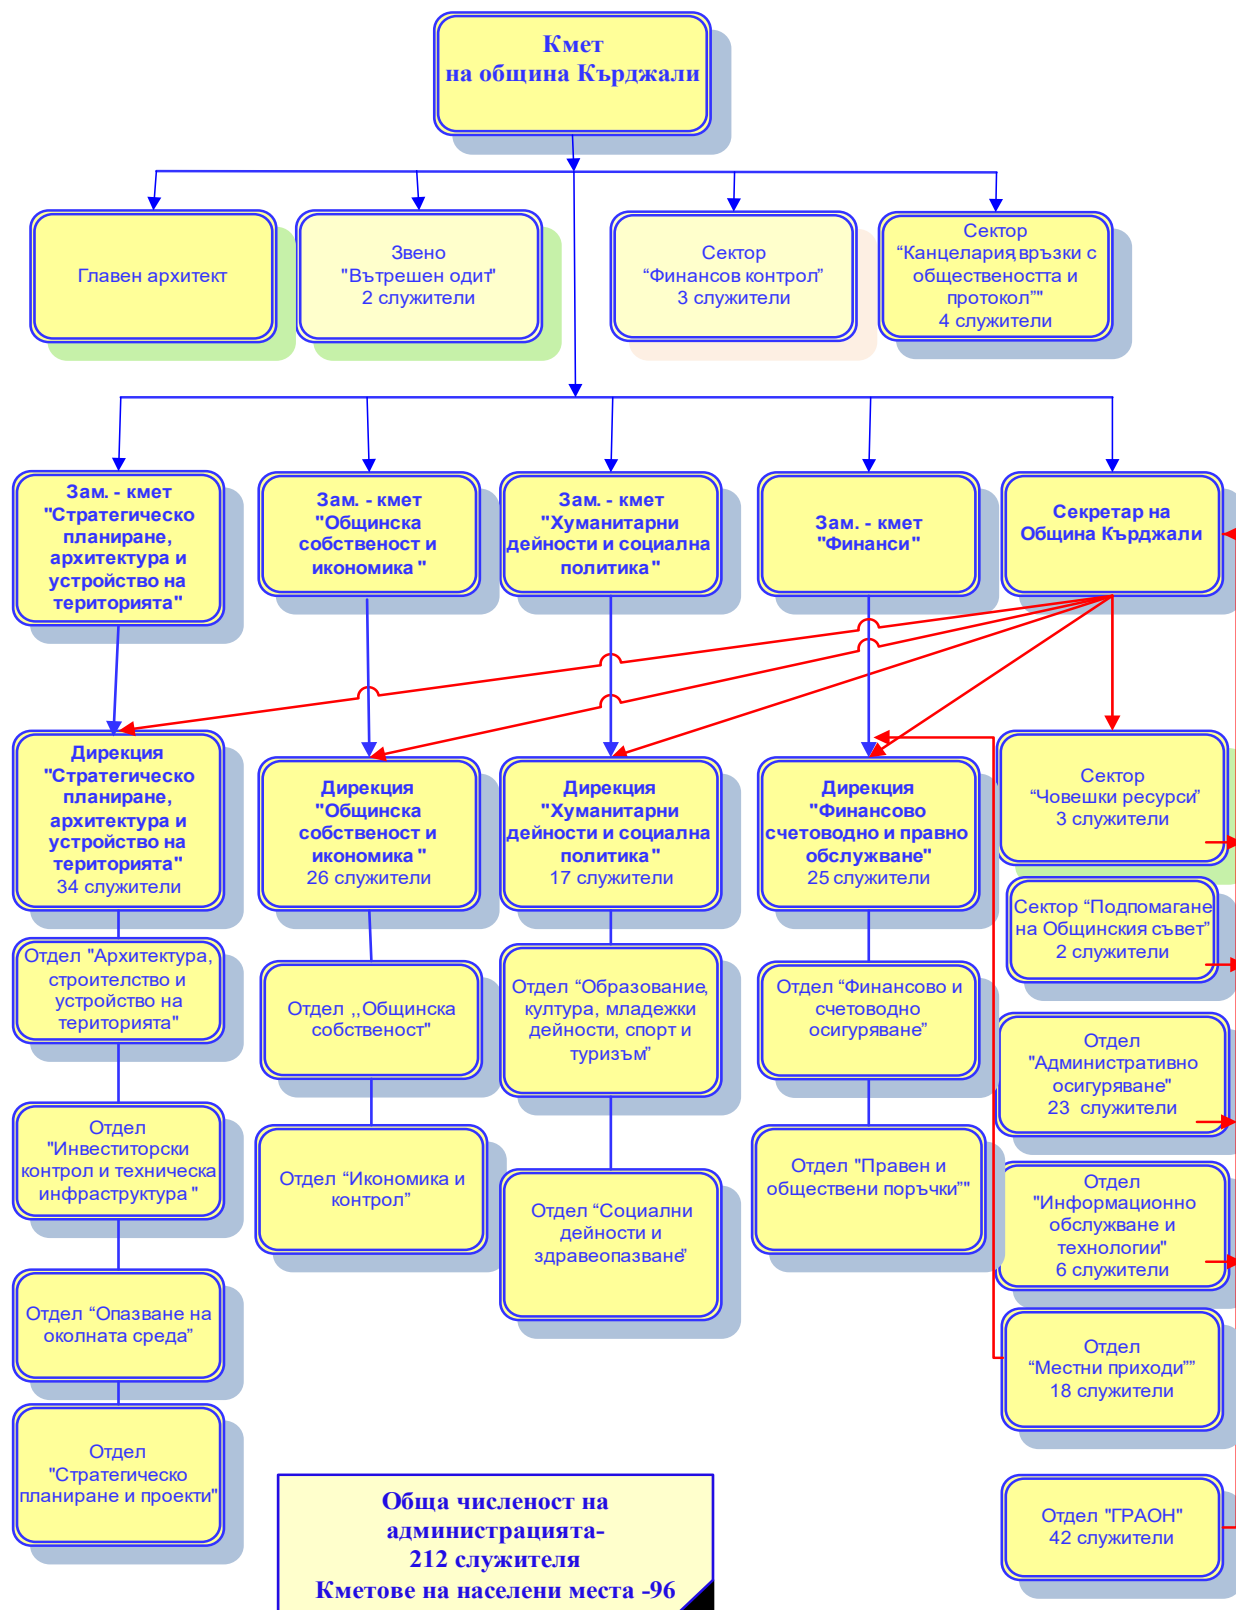 Кмет
на община Кърджали
Главен архитект
Звено
"Вътрешен одит"
2 служители
Сектор
“Финансов контрол”
3 служители
Сектор
“Канцелария, връзки с
обществеността и
протокол”"
4 служители
Зам. - кмет
"Стратегическо
планиране,
архитектура и
устройство на
територията"
Зам. - кмет
"Общинска
собственост и
икономика "
Зам. - кмет
"Хуманитарни
дейности и социална
политика"
Зам. - кмет
"Финанси"
Секретар на
Община Кърджали
Дирекция
"Стратегическо
планиране,
архитектура и
устройство на
територията"
34 служители
Дирекция
"Общинска
собственост и
икономика "
26 служители
Дирекция
"Хуманитарни
дейности и социална
политика"
17 служители
Дирекция
"Финансово
счетоводно и правно
обслужване"
25 служители
Сектор
“Човешки ресурси”
3 служители
Сектор “Подпомагане
на Общинския съвет”
2 служители
Отдел "Архитектура,
строителство и
устройство на
територията"
Отдел ,,Общинска
собственост"
Отдел “Образование,
култура, младежки
дейности, спорт и
туризъм”
Отдел “Финансово и
счетоводно
осигуряване”
Отдел
"Административно
осигуряване"
23 служители
Отдел
"Инвеститорски
контрол и техническа
инфраструктура "
Отдел “Икономика и
контрол”
Отдел “Социални
дейности и
здравеопазване”
Отдел "Правен и
обществени поръчки”"
Отдел
"Информационно
обслужване и
технологии"
6 служители
Отдел “Опазване на
околната среда”
Отдел
“Местни приходи””
18 служители
Отдел
"Стратегическо
планиране и проекти"
Отдел "ГРАОН"
42 служители
Обща численост на
администрацията-
212 служителя
Кметове на населени места -96